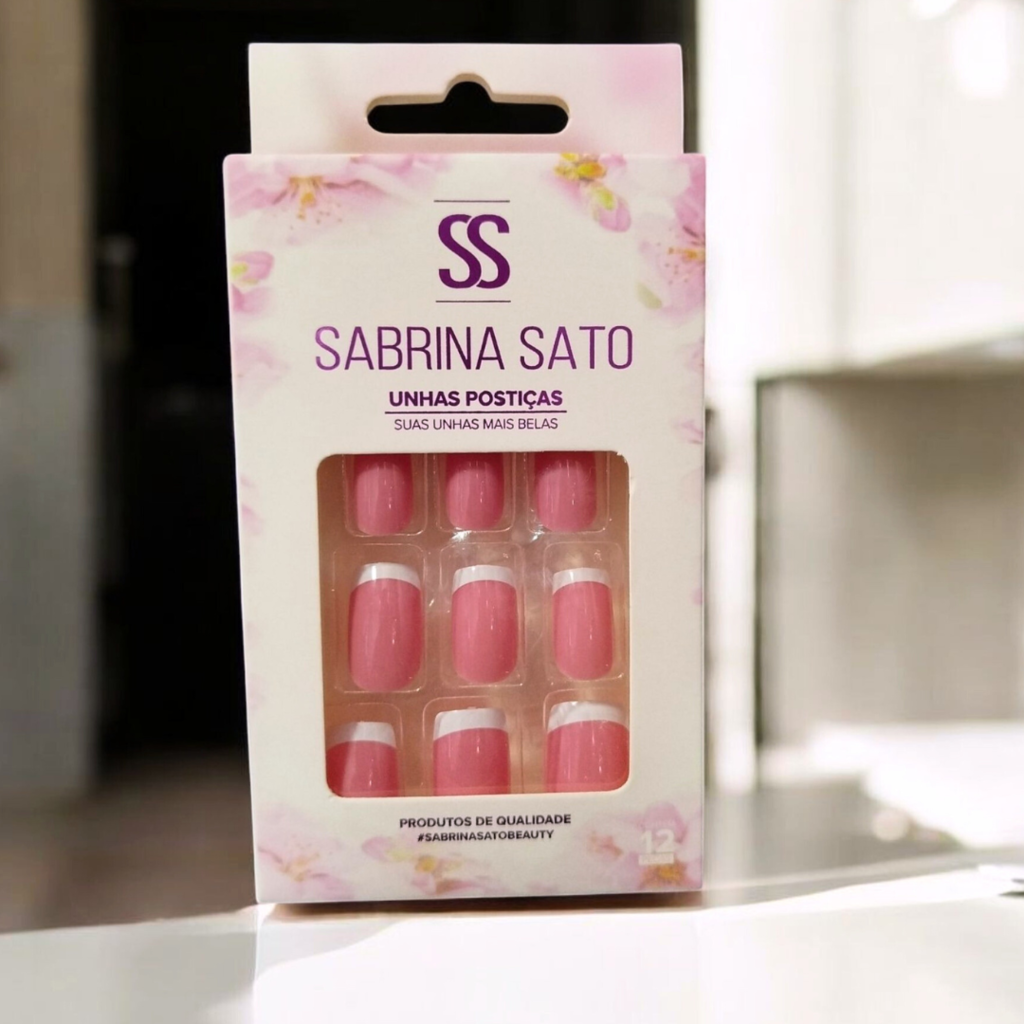 SS
SABRINA SATO
UNHAS POSTIÇAS
SUAS UNHAS MAIS BELAS
PRODUTOS DE QUALIDADE
#SABRINASATOBEAUTY
12